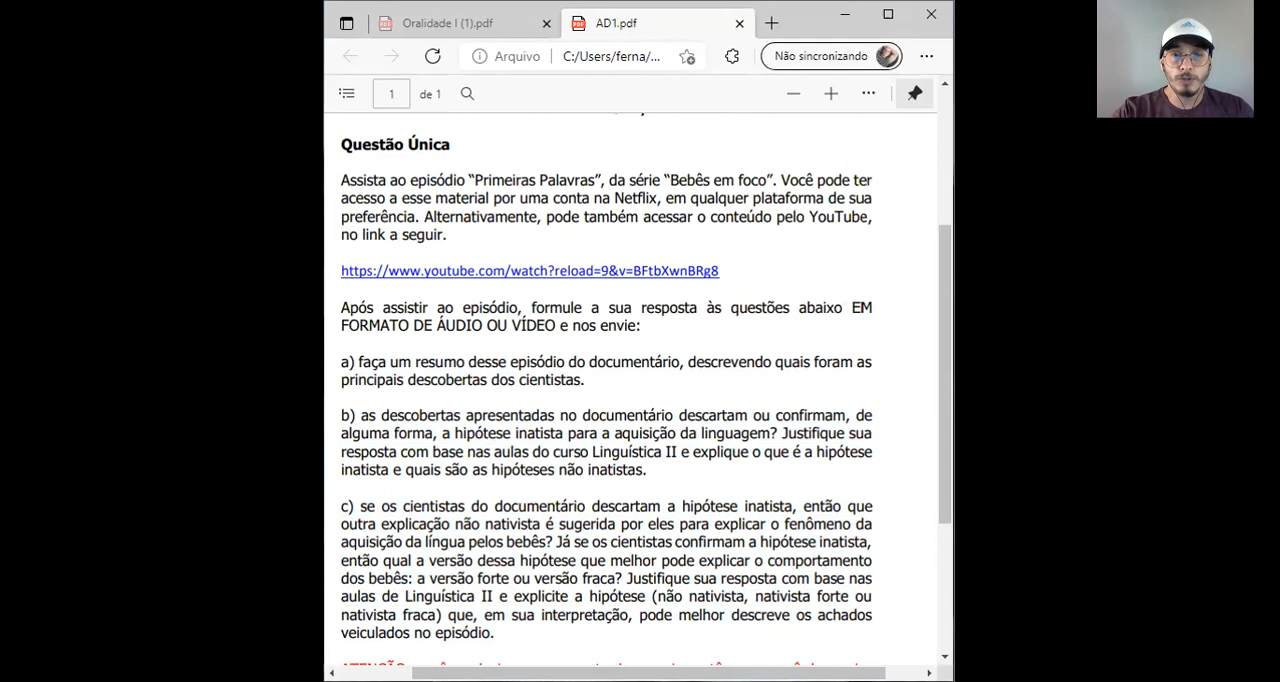 Oralidade I (1).pdf
AD1.pdf
Arquivo
C:/Users/ferna/...
Não sincronizando
1
de 1
Questão Única
Assista ao episódio “Primeiras Palavras”, da série “Bebês em foco”. Você pode ter
acesso a esse material por uma conta na Netflix, em qualquer plataforma de sua
preferência. Alternativamente, pode também acessar o conteúdo pelo YouTube,
no link a seguir.
https://www.youtube.com/watch?reload=9&v=BFtbXwnBRg8
Após assistir ao episódio, formule a sua resposta às questões abaixo EM
FORMATO DE ÁUDIO OU VÍDEO e nos envie:
a) faça um resumo desse episódio do documentário, descrevendo quais foram as
principais descobertas dos cientistas.
b) as descobertas apresentadas no documentário descartam ou confirmam, de
alguma forma, a hipótese inatista para a aquisição da linguagem? Justifique sua
resposta com base nas aulas do curso Linguística II e explique o que é a hipótese
inatista e quais são as hipóteses não inatistas.
c) se os cientistas do documentário descartam a hipótese inatista, então que
outra explicação não nativista é sugerida por eles para explicar o fenômeno da
aquisição da língua pelos bebês? Já se os cientistas confirmam a hipótese inatista,
então qual a versão dessa hipótese que melhor pode explicar o comportamento
dos bebês: a versão forte ou versão fraca? Justifique sua resposta com base nas
aulas de Linguística II e explicite a hipótese (não nativista, nativista forte ou
nativista fraca) que, em sua interpretação, pode melhor descreve os achados
veiculados no episódio.